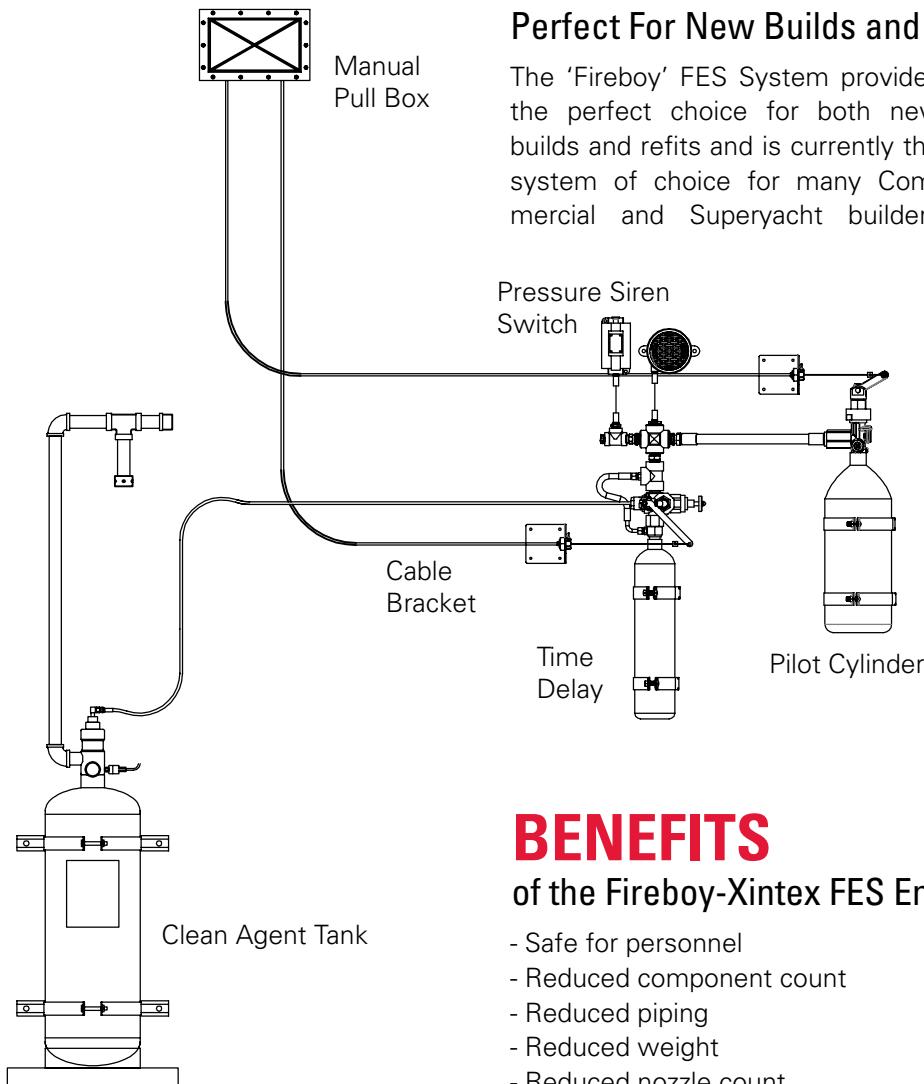 Perfect For New Builds and
Manual
Pull Box
The ‘Fireboy’ FES System provide
the perfect choice for both nev
builds and refits and is currently th
system of choice for many Com
mercial and Superyacht builder
Pressure Siren
Switch
Cable
Bracket
Time
Delay
Pilot Cylinder
Clean Agent Tank
BENEFITS
of the Fireboy-Xintex FES En
- Safe for personnel
- Reduced component count
- Reduced piping
- Reduced weight
- Reduced nozzle count